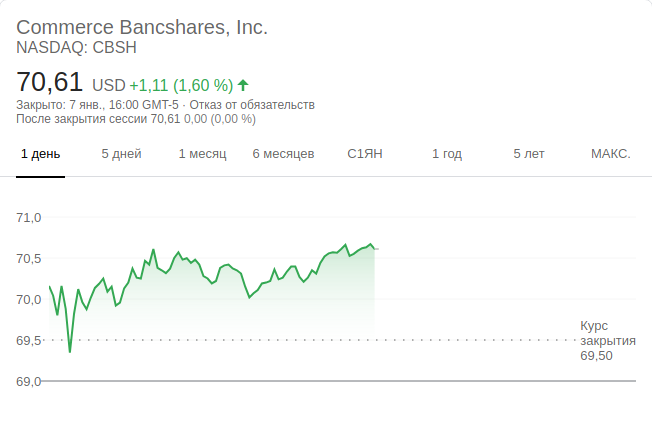 Commerce Bancshares, Inc.
NASDAQ: CBSH
70,61 USD +1,11 (1,60 %)
Закрыто: 7 янв., 16:00 GMT-5 · Отказ от обязательств
После закрытия сессии 70,61 0,00 (0,00 %)
1 день 5 дней 1 месяц 6 месяцев С1ЯН 1 год 5 лет МАКС.
71,0
70,5
70,0
69,5
69,0
Курс
закрытия
69,50